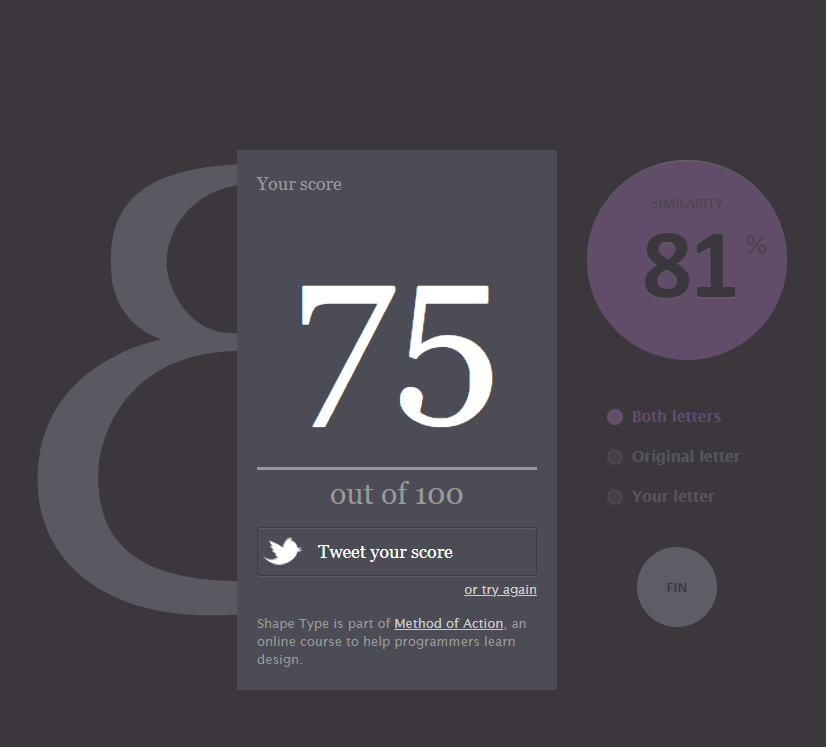 Your score
75
out of 100
Tweet your score
or try again
Shape Type is part of Method of Action, an
online course to help programmers learn
design.
SIMILARITY
81 %
Both letters
Original letter
Your letter
FIN